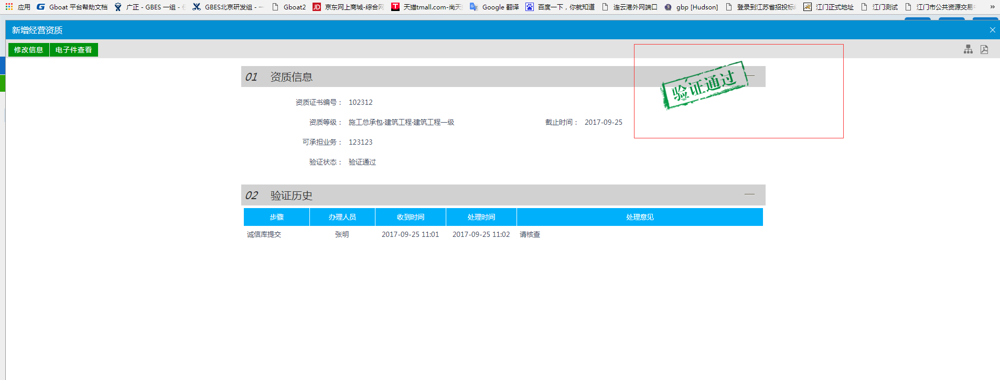 应用 Gboat 平台帮助文档 广正 - GBES 一组 - GBES北京研发组 - Gboat2 京东网上商城-综合网 天猫tmall.com-尚天 Google 翻译 百度一下，你就知道 连云港外网端口 gbp [Hudson] 登录到江苏省招投标 江门正式地址 江门测试 江门市公共资源交易 »
新增经营资质
修改信息 电子件查看
01 资质信息
验证通过
资质证书编号： 102312
资质等级： 施工总承包·建筑工程·建筑工程一级 截止时间： 2017-09-25
可承担业务： 123123
验证状态： 验证通过
02 验证历史
步骤 办理人员 收到时间 处理时间 处理意见
诚信库提交 张明 2017-09-25 11:01 2017-09-25 11:02 请核查